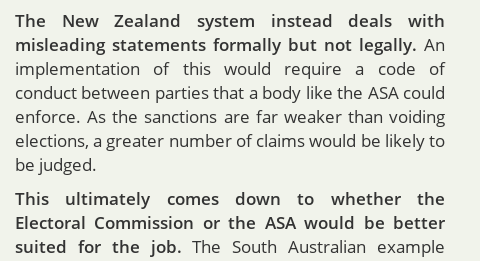 The New Zealand system instead deals with
misleading statements formally but not legally. An
implementation of this would require a code of
conduct between parties that a body like the ASA could
enforce. As the sanctions are far weaker than voiding
elections, a greater number of claims would be likely to
be judged.
This ultimately comes down to whether the
Electoral Commission or the ASA would be better
suited for the job. The South Australian example